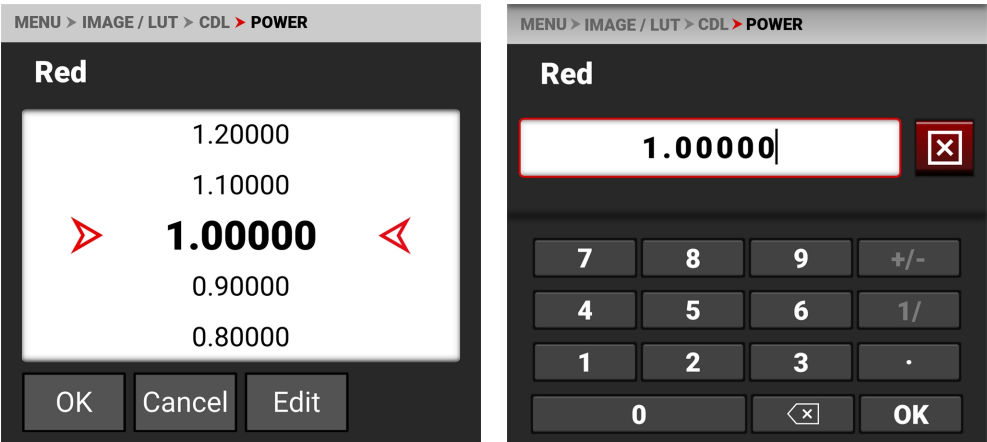 MENU > IMAGE / LUT > CDL > POWER
Red
1.20000
1.10000
1.00000
0.90000
0.80000
OK Cancel Edit
MENU > IMAGE / LUT > CDL > POWER
Red
1.00000
7 8 9 +/-
4 5 6 1/
1 2 3 .
0 OK